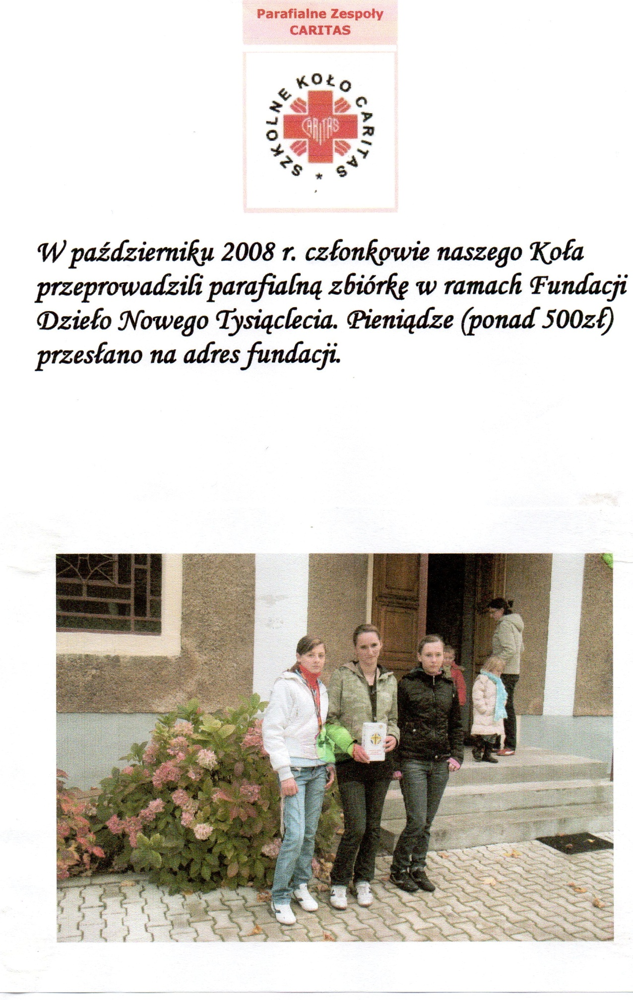 Parafialne Zespoły
CARITAS
SZKOLNE KOŁO CARITAS *
CARITAS
W październiku 2008 r. członkowie naszego Koła
przeprowadzili parafialną zbiórkę w ramach Fundacji
Dzieło Nowego Tysiąclecia. Pieniądze (ponad 500zł)
przesłano na adres fundacji.